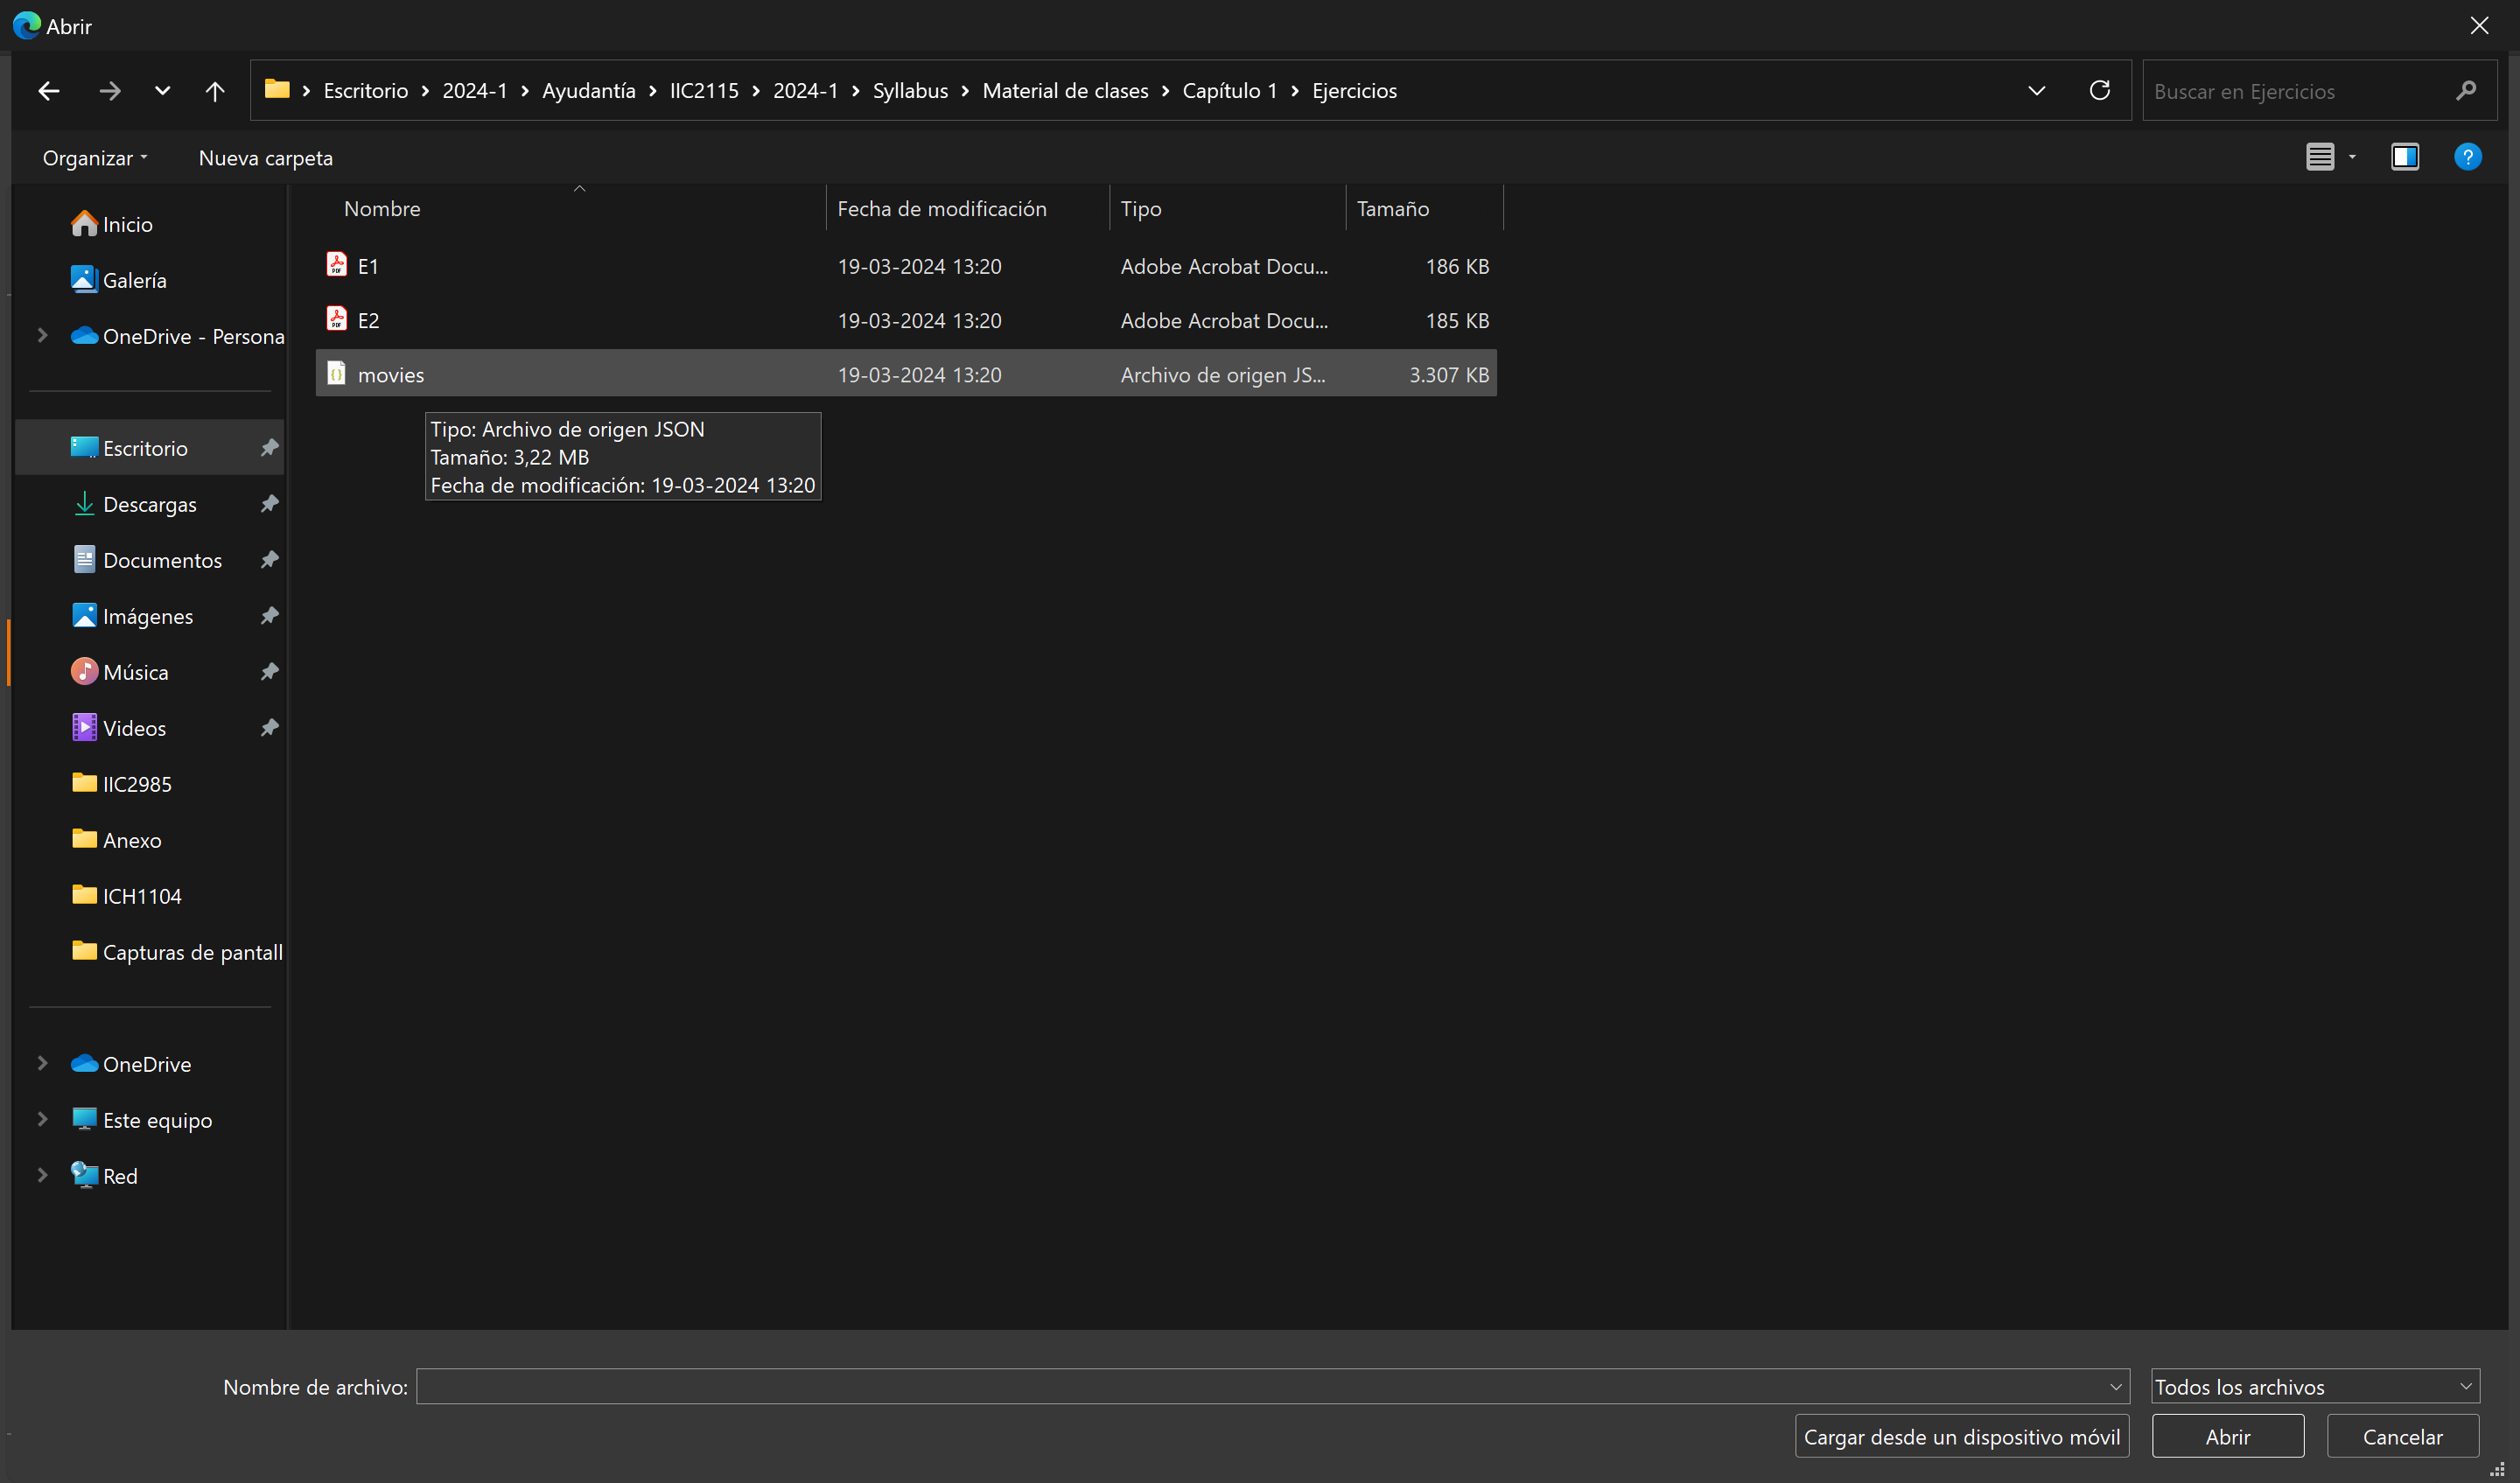 Abrir
Escritorio > 2024-1 > Ayudantía > IIC2115 > 2024-1 > Syllabus > Material de clases > Capítulo 1 > Ejercicios
Buscar en Ejercicios
Organizar
Nueva carpeta
Nombre Fecha de modificación Tipo Tamaño
E1 19-03-2024 13:20 Adobe Acrobat Docu... 186 KB
E2 19-03-2024 13:20 Adobe Acrobat Docu... 185 KB
movies 19-03-2024 13:20 Archivo de origen JS... 3.307 KB
Tipo: Archivo de origen JSON
Tamaño: 3,22 MB
Fecha de modificación: 19-03-2024 13:20
Inicio
Galería
OneDrive - Persona
Escritorio
Descargas
Documentos
Imágenes
Música
Videos
IIC2985
Anexo
ICH1104
Capturas de pantall
OneDrive
Este equipo
Red
Nombre de archivo:
Todos los archivos
Cargar desde un dispositivo móvil
Abrir
Cancelar